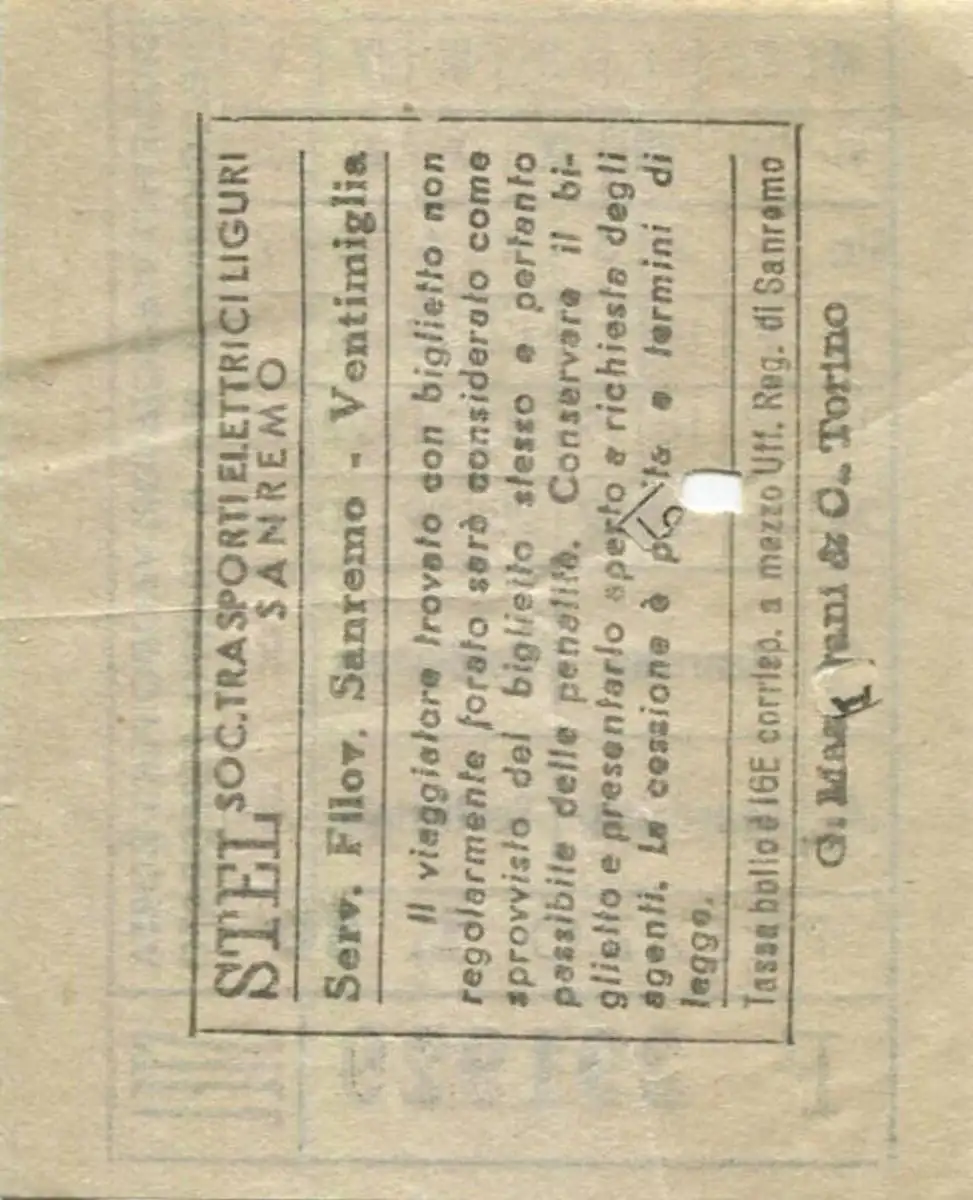 STEL SOC. TRASPORTI ELETTRICI LIGURI
SANREMO
Serv. Filov. Sanremo - Ventimiglia
Il viaggiatore trovato con biglietto non
regolarmente forato sarà considerato come
sprovvisto del biglietto stesso e pertanto
passibile delle penalità. Conservare il bi-
glietto e presentarlo aperto a richiesta degli
agenti. La cessione è a termini di
legge.
Tassa bollo d I6E corrisp. a mezzo Uff. Reg. di Sanremo
G. & C. Torino